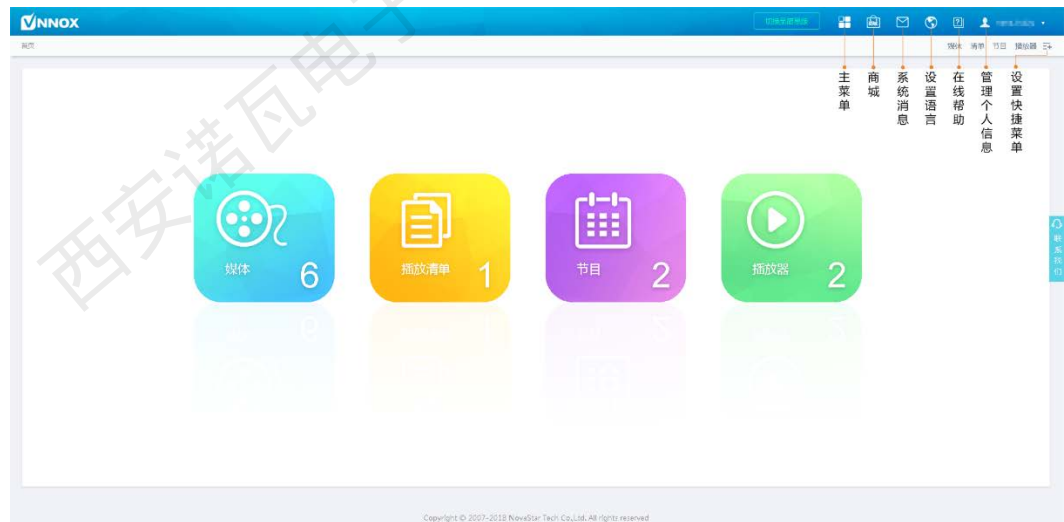 VNNOX
首页
媒体 清单 节目 播放器
主菜单
商城
系统消息
设置语言
在线帮助
管理个人信息
设置快捷菜单
媒体 6
播放清单 1
节目 2
播放器 2
联系我们
西安诺瓦电子
Copyright © 2007-2018 NovaStar Tech Co.,Ltd. All rights reserved